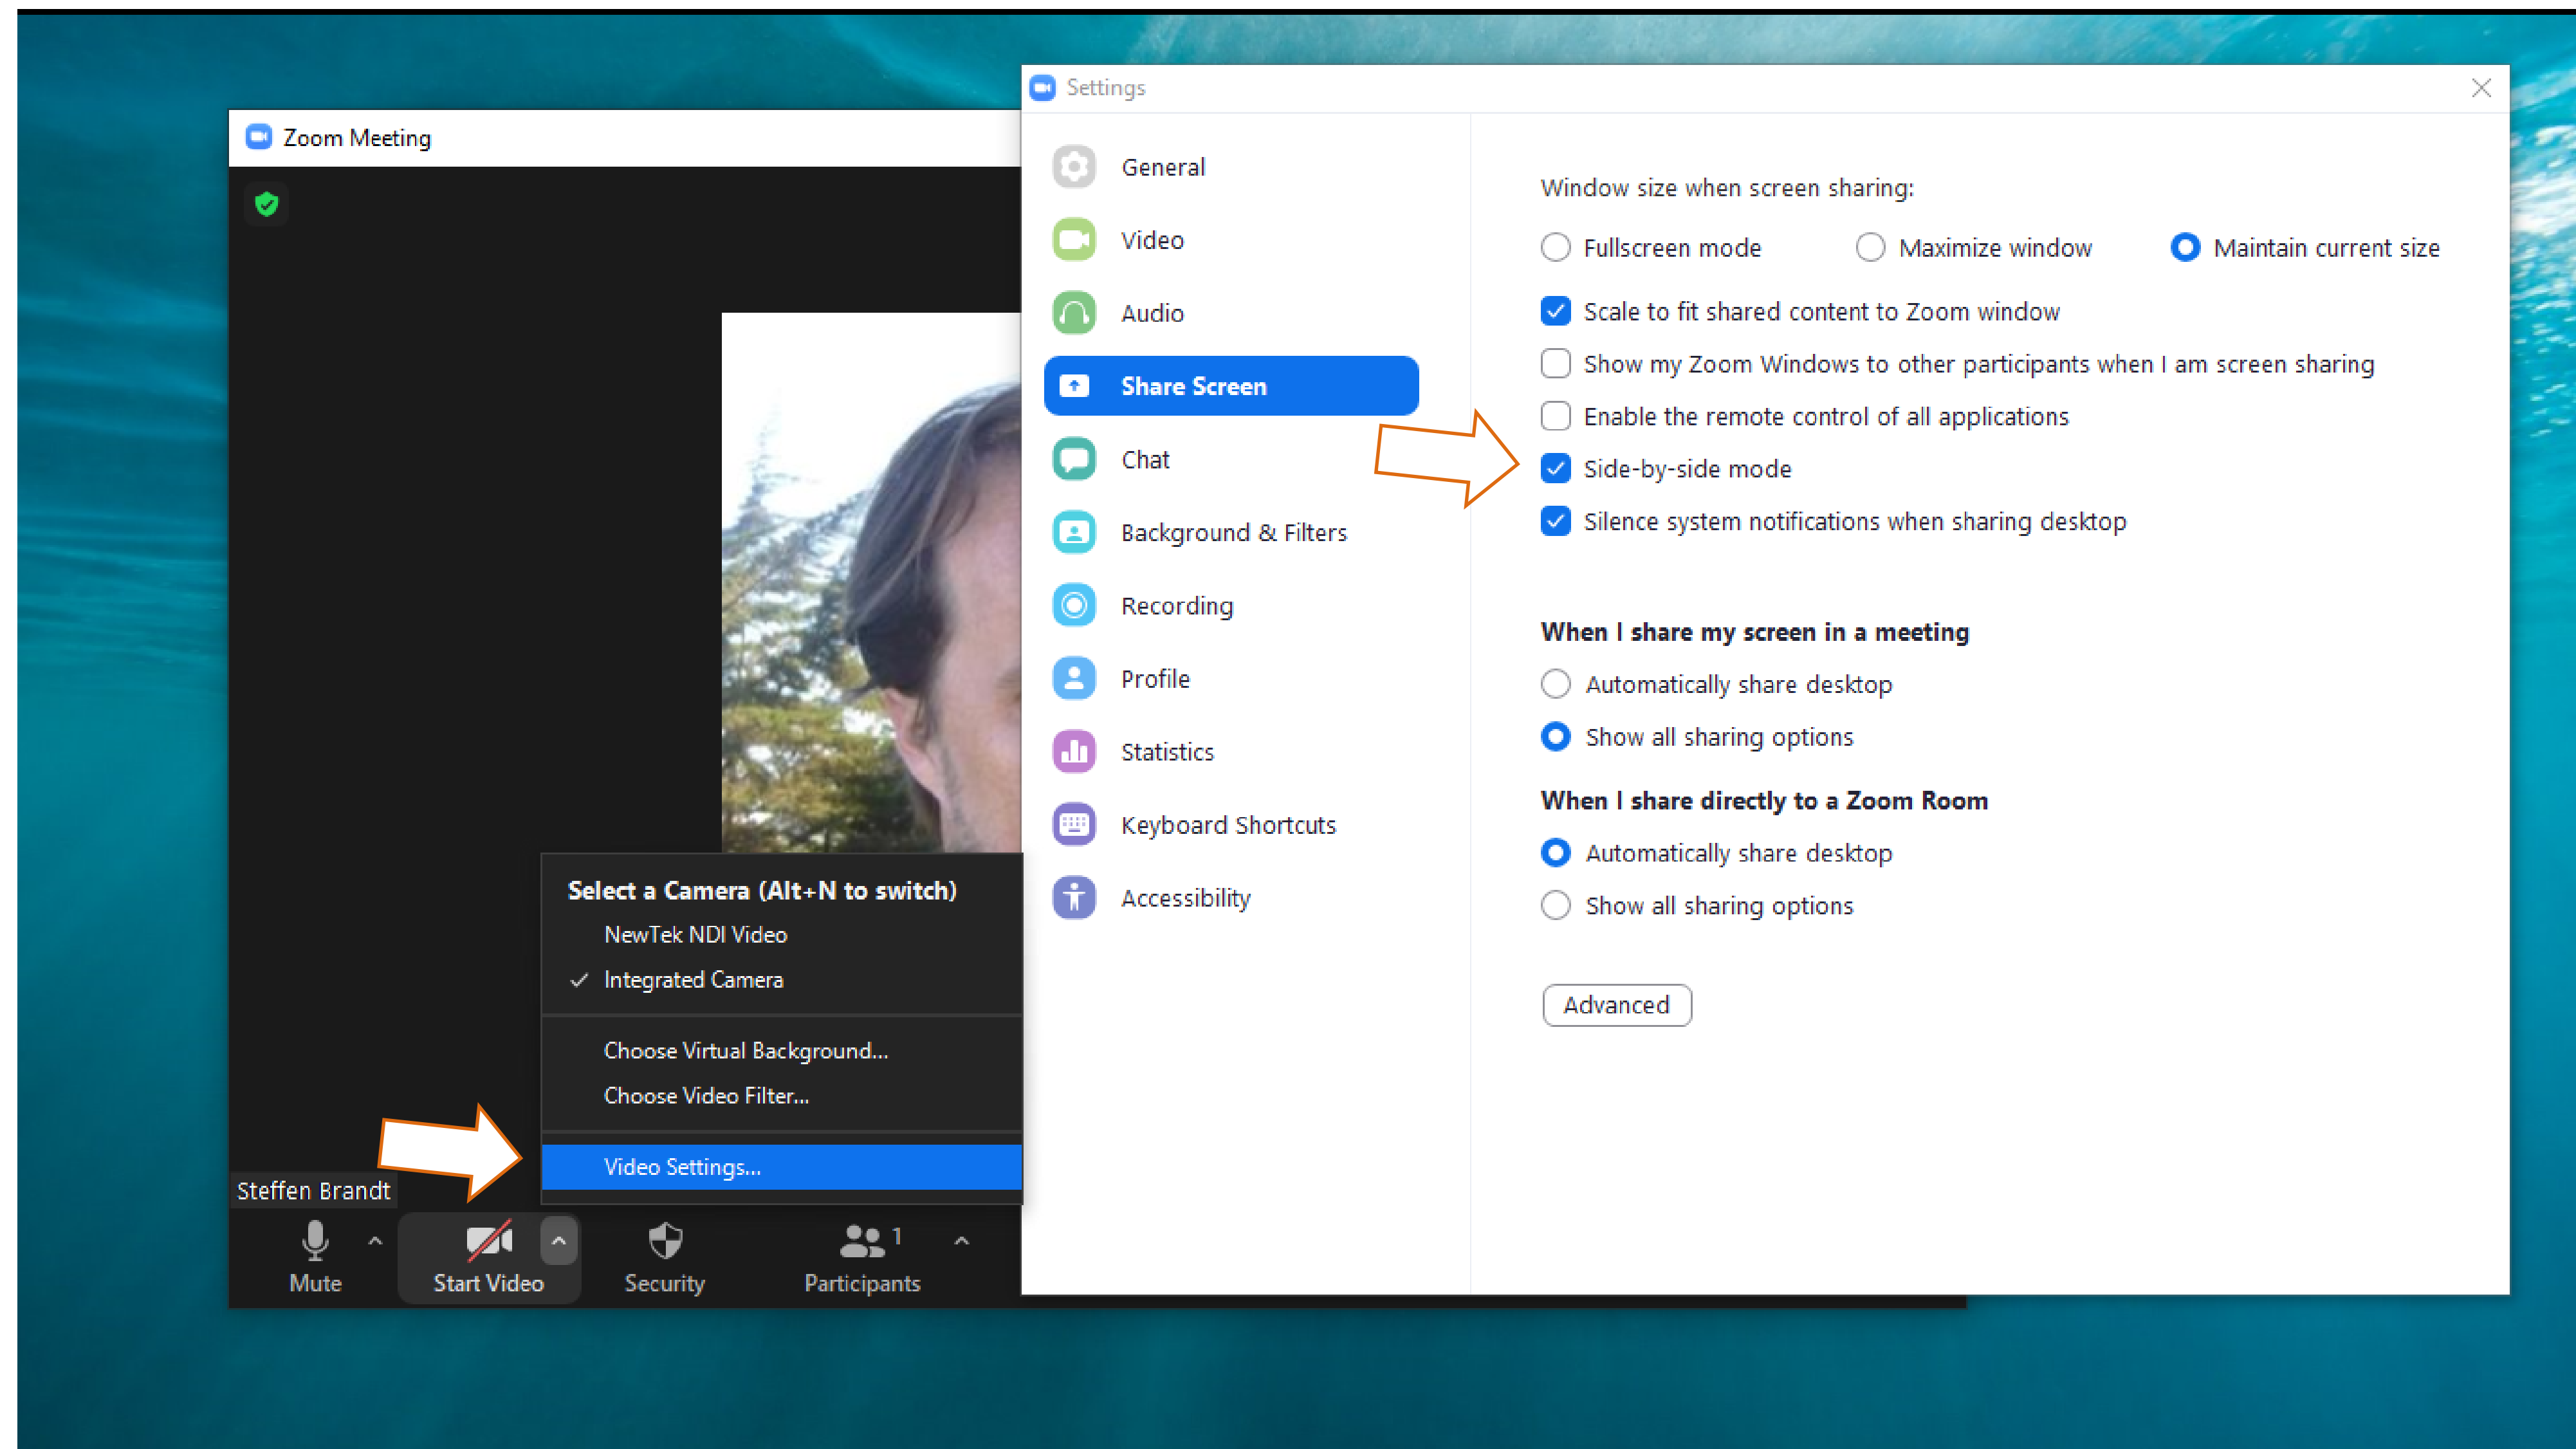 Settings
Zoom Meeting
General
Video
Audio
Share Screen
Chat
Background & Filters
Recording
Profile
Statistics
Keyboard Shortcuts
Accessibility
Window size when screen sharing:
Fullscreen mode Maximize window Maintain current size
Scale to fit shared content to Zoom window
Show my Zoom Windows to other participants when I am screen sharing
Enable the remote control of all applications
Side-by-side mode
Silence system notifications when sharing desktop
When I share my screen in a meeting
Automatically share desktop
Show all sharing options
When I share directly to a Zoom Room
Automatically share desktop
Show all sharing options
Advanced
Select a Camera (Alt+N to switch)
NewTek NDI Video
Integrated Camera
Choose Virtual Background...
Choose Video Filter...
Video Settings...
Steffen Brandt
1
Mute Start Video Security Participants